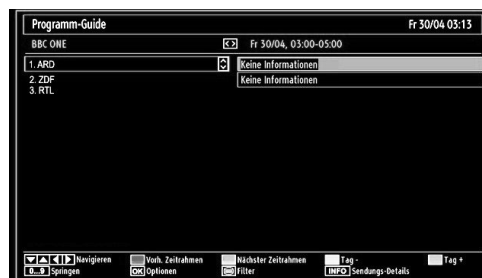 Programm-Guide Fr 30/04 03:13
BBC ONE Fr 30/04, 03:00-05:00
1. ARD Keine Informationen
2. ZDF Keine Informationen
3. RTL
Navigieren Vorh. Zeitrahmen Nächster Zeitrahmen Tag - Tag +
0...9 Springen OK Optionen Filter INFO Sendungs-Details